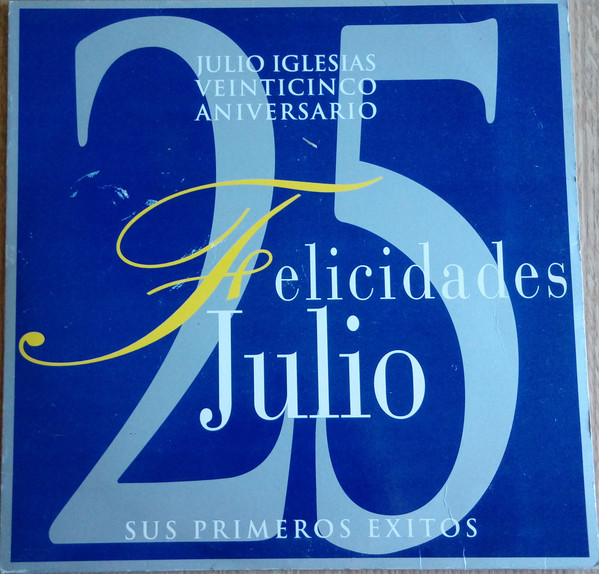 JULIO IGLESIAS
VEINTICINCO
ANIVERSARIO
25
Felicidades
Julio
SUS PRIMEROS EXITOS